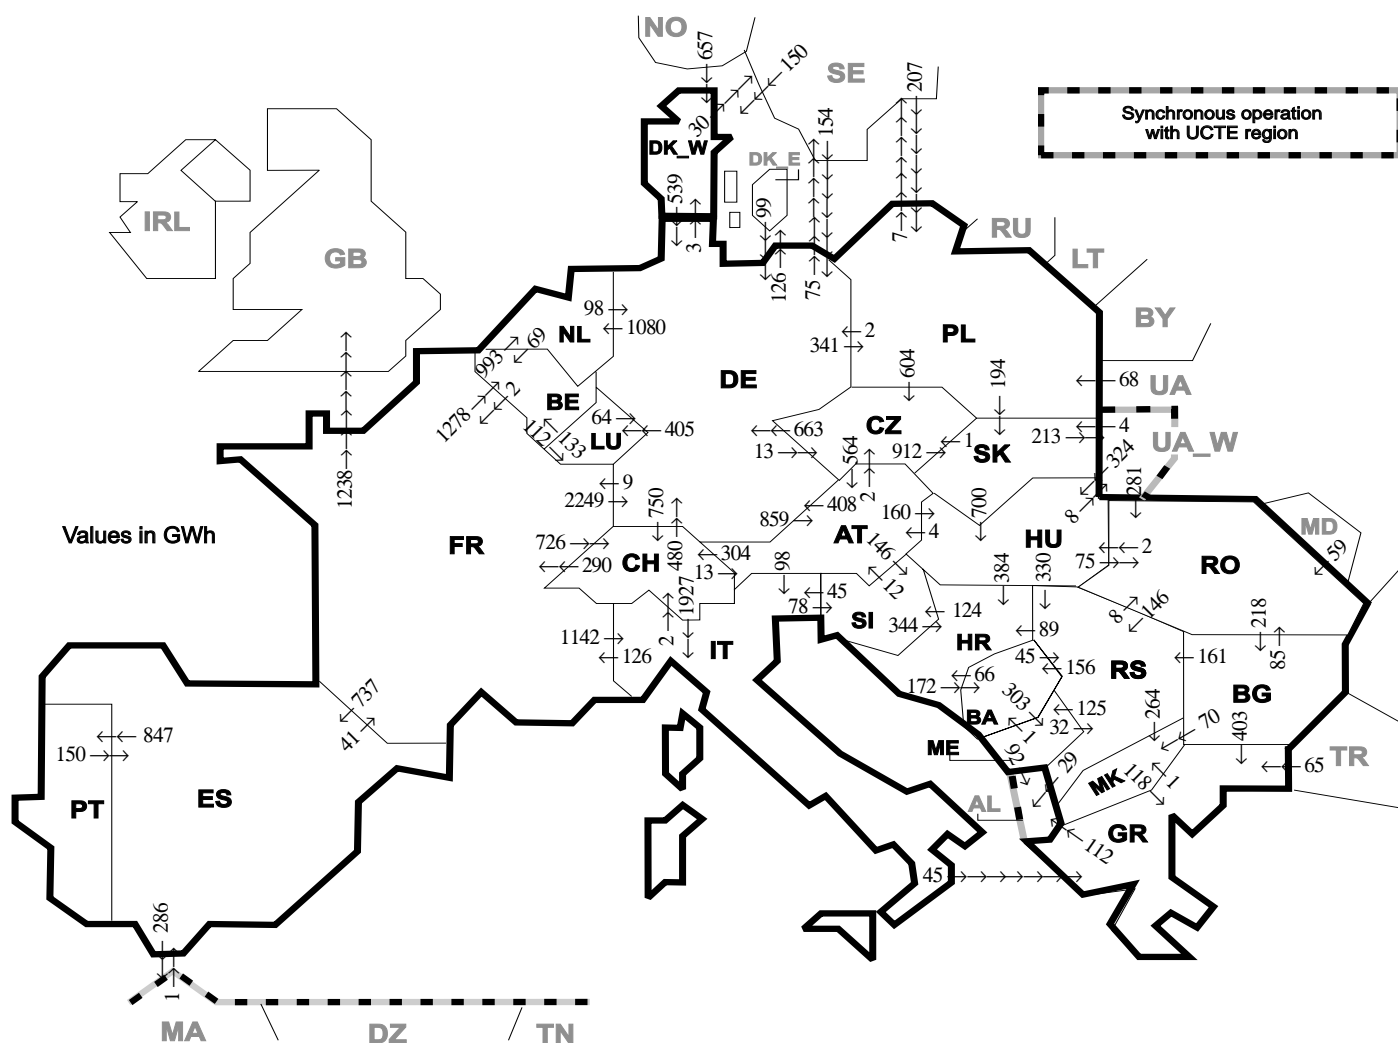 NO
657
150
SE
207
Synchronous operation
with UCTE region
30
154
DK_W
DK_E
IRL
539
99
GB
3
126
75
7
RU
LT
98
1080
NL
69
993
BY
PL
2
341
DE
604
194
68
UA
2
1278
BE
64
LU
405
112
133
663
CZ
13
564
912
1
SK
4
213
UA_W
324
281
8
1238
9
2249
750
2
408
859
160
700
Values in GWh
FR
726
290
CH
480
304
13
AT
4
146
12
HU
75
2
RO
MD
59
98
384
330
1927
45
78
SI
124
344
HR
89
8
146
218
85
1142
2
126
IT
45
156
RS
161
66
172
303
BA
1
125
32
264
BG
70
403
737
41
847
150
PT
ES
ME
92
29
MK
118
1
65
TR
AL
GR
112
45
286
1
MA
DZ
TN